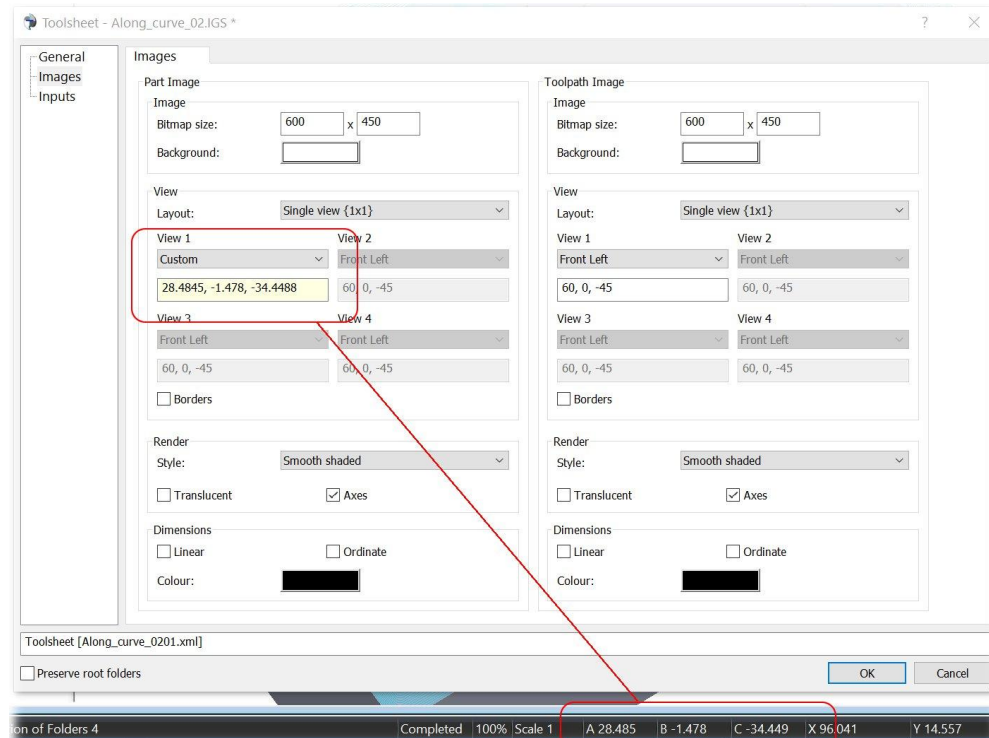 Toolsheet - Along_curve_02.IGS *
General
Images
Inputs
Images
Part Image
Image
Bitmap size: 600 x 450
Background:
View
Layout: Single view {1x1}
View 1 View 2
Custom Front Left
28.4845, -1.478, -34.4488 60, 0, -45
View 3 View 4
Front Left Front Left
60, 0, -45 60, 0, -45
Borders
Render
Style: Smooth shaded
Translucent Axes
Dimensions
Linear Ordinate
Colour:
Toolpath Image
Image
Bitmap size: 600 x 450
Background:
View
Layout: Single view {1x1}
View 1 View 2
Front Left Front Left
60, 0, -45 60, 0, -45
View 3 View 4
Front Left Front Left
60, 0, -45 60, 0, -45
Borders
Render
Style: Smooth shaded
Translucent Axes
Dimensions
Linear Ordinate
Colour:
Toolsheet [Along_curve_0201.xml]
Preserve root folders OK Cancel
ion of Folders 4 Completed 100% Scale 1 A 28.485 B -1.478 C -34.449 X 96.041 Y 14.557